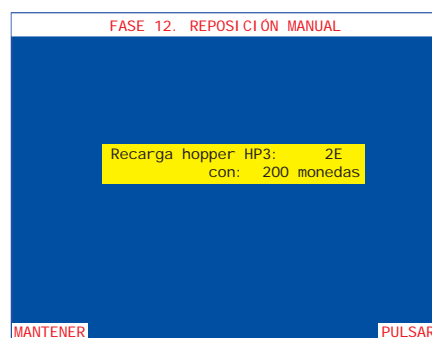 FASE 12. REPOSICIÓN MANUAL
Recarga hopper HP3: 2E
con: 200 monedas
MANTENER PULSAR